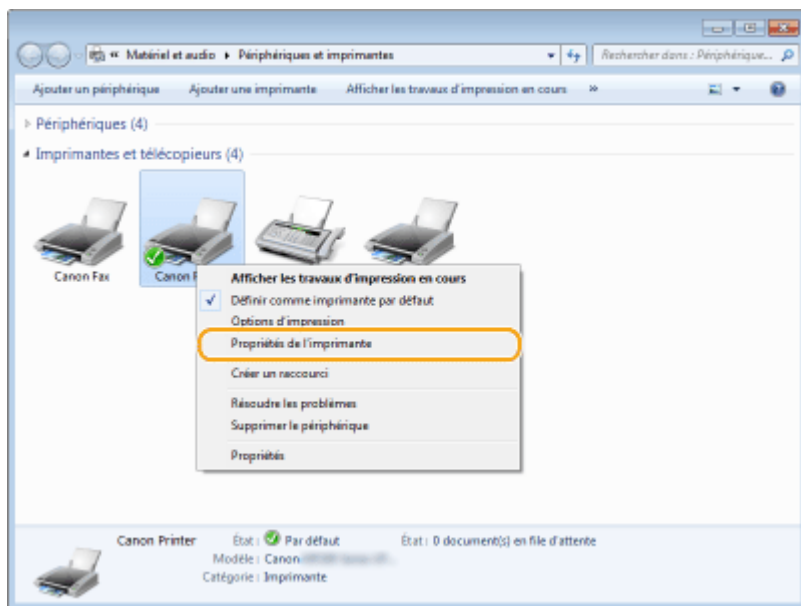 « Matériel et audio ▸ Périphériques et imprimantes
Rechercher dans : Périphérique...
Ajouter un périphérique Ajouter une imprimante Afficher les travaux d'impression en cours »
Périphériques (4)
Imprimantes et télécopieurs (4)
Canon Fax Canon
Afficher les travaux d'impression en cours
Définir comme imprimante par défaut
Options d'impression
Propriétés de l'imprimante
Créer un raccourci
Résoudre les problèmes
Supprimer le périphérique
Propriétés
Canon Printer État : Par défaut État : 0 document(s) en file d'attente
Modèle : Canon
Catégorie : Imprimante